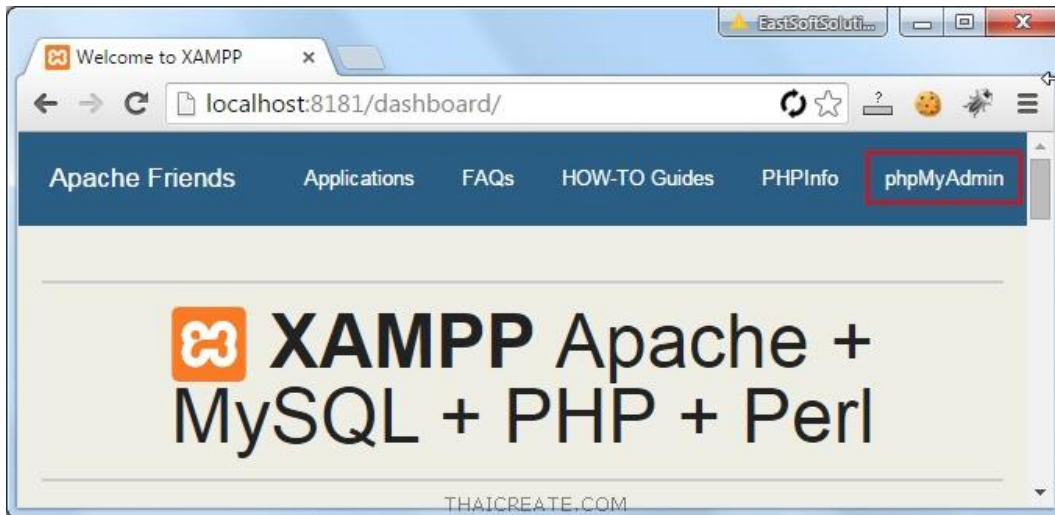 EastSoftSoluti...
Welcome to XAMPP
localhost:8181/dashboard/
Apache Friends Applications FAQs HOW-TO Guides PHPInfo phpMyAdmin
XAMPP Apache +
MySQL + PHP + Perl
THAICREATE.COM